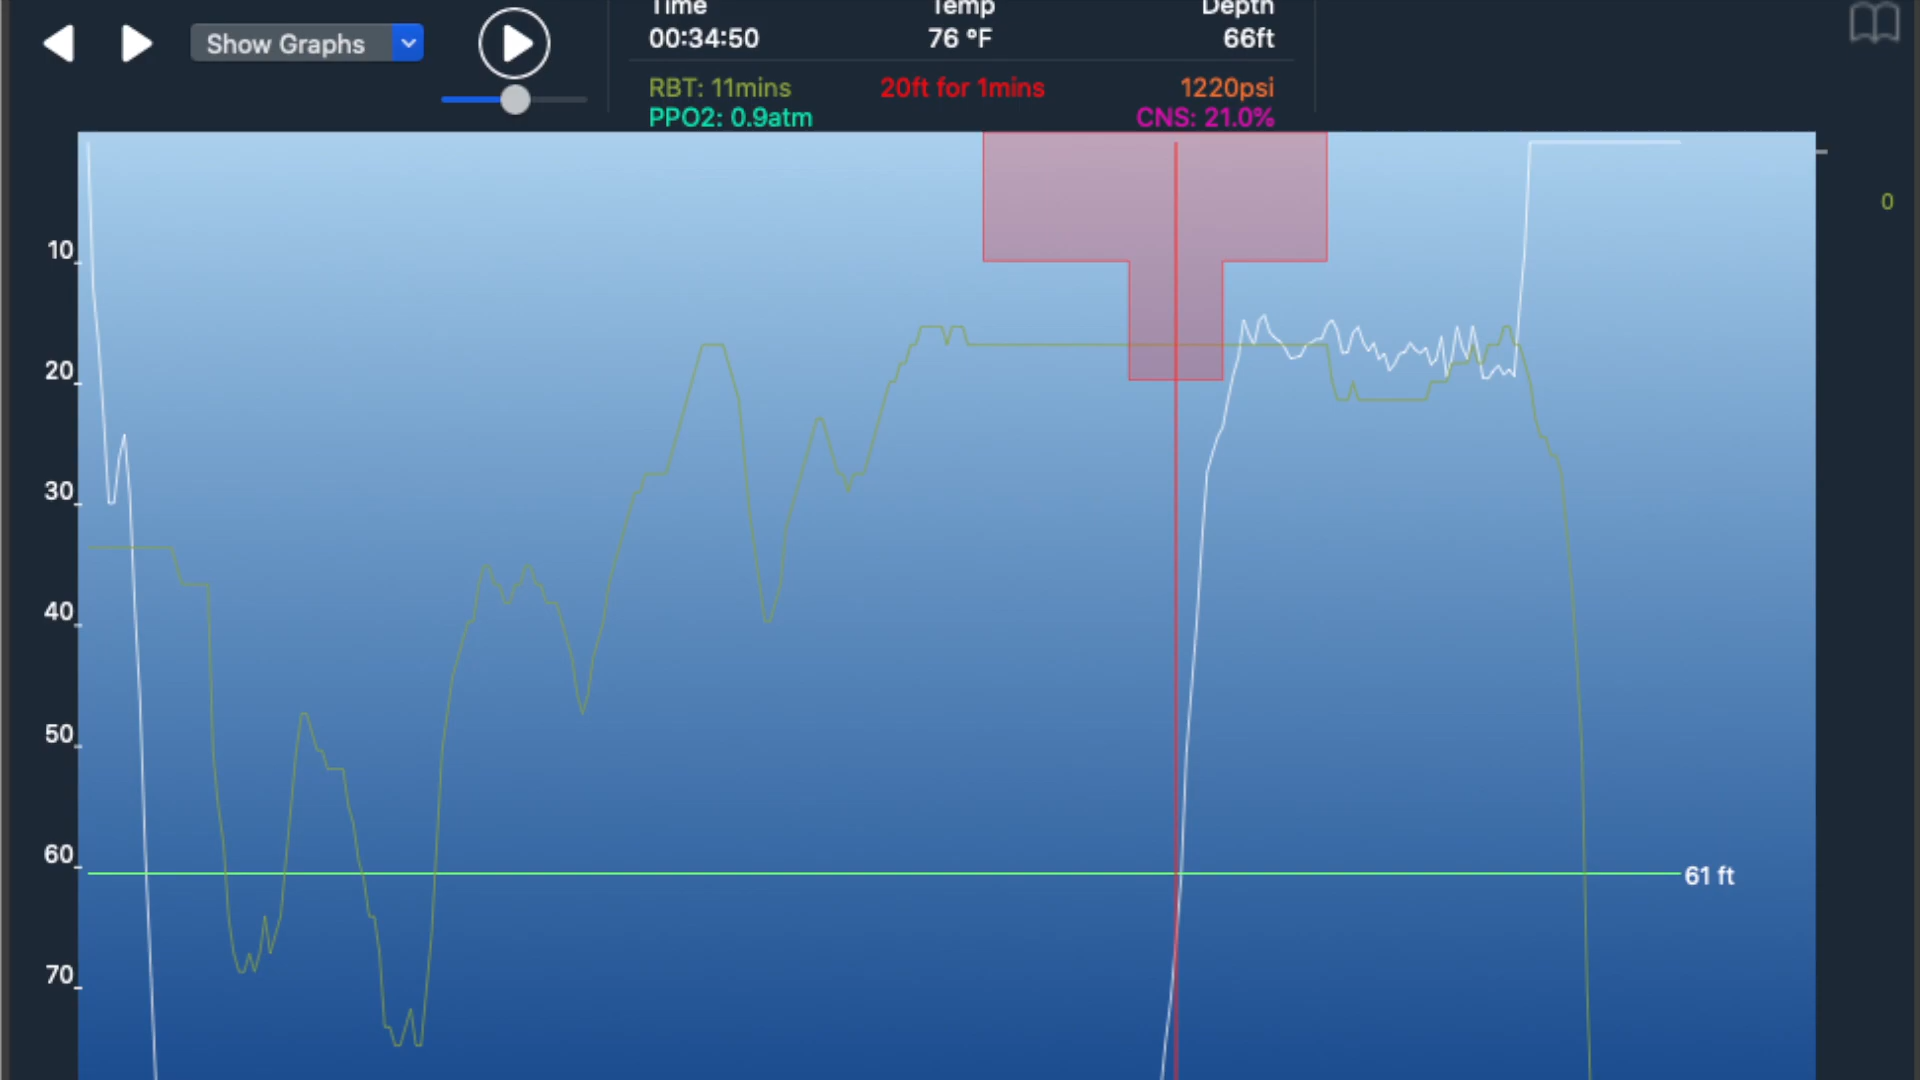 Time Temp Depth
Show Graphs 00:34:50 76 °F 66ft
RBT: 11mins 20ft for 1mins 1220psi
PPO2: 0.9atm CNS: 21.0%
0
10
20
30
40
50
60
61 ft
70